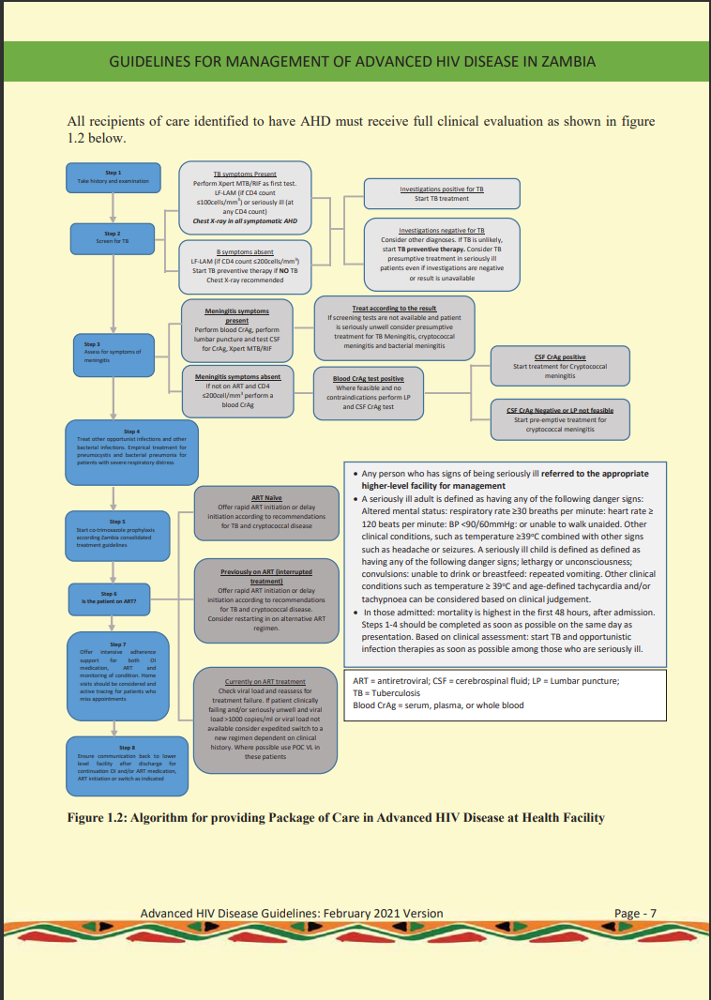 GUIDELINES FOR MANAGEMENT OF ADVANCED HIV DISEASE IN ZAMBIA
All recipients of care identified to have AHD must receive full clinical evaluation as shown in figure
1.2 below.
Step 1
Take history and examination
Step 2
Screen for TB
TB symptoms Present
Perform Xpert MTB/RIF as first test.
LF-LAM (if CD4 count
≤100cells/mm³) or seriously ill (at
any CD4 count)
Chest X-ray in all symptomatic AHD
B symptoms absent
LF-LAM (if CD4 count ≤200cells/mm³)
Start TB preventive therapy if NO TB
Chest X-ray recommended
Investigations positive for TB
Start TB treatment
Investigations negative for TB
Consider other diagnoses. If TB is unlikely,
start TB preventive therapy. Consider TB
presumptive treatment in seriously ill
patients even if investigations are negative
or result is unavailable
Step 3
Assess for symptoms of
meningitis
Meningitis symptoms
present
Perform blood CrAg, perform
lumbar puncture and test CSF
for CrAg, Xpert MTB/RIF
Treat according to the result
If screening tests are not available and patient
is seriously unwell consider presumptive
treatment for TB Meningitis, cryptococcal
meningitis and bacterial meningitis
Meningitis symptoms absent
If not on ART and CD4
≤200cells/mm³ perform a
blood CrAg
Blood CrAg test positive
Where feasible and no
contraindications perform LP
and CSF CrAg test
CSF CrAg positive
Start treatment for Cryptococcal
meningitis
CSF CrAg Negative or LP not feasible
Start pre-emptive treatment for
cryptococcal meningitis
Step 4
Treat other opportunist infections and other
bacterial infections. Empirical treatment for
pneumocystis and bacterial pneumonia for
patients with severe respiratory distress
Step 5
Start co-trimoxazole prophylaxis
according Zambia consolidated
treatment guidelines
Step 6
Is the patient on ART?
ART Naïve
Offer rapid ART initiation or delay
initiation according to recommendations
for TB and cryptococcal disease
Previously on ART (interrupted
treatment)
Offer rapid ART initiation or delay
initiation according to recommendations
for TB and cryptococcal disease.
Consider restarting in on alternative ART
regimen.
Currently on ART treatment
Check viral load and reassess for
treatment failure. If patient clinically
failing and/or seriously unwell and viral
load >1000 copies/ml or viral load not
available consider expedited switch to a
new regimen dependent on clinical
history. Where possible use POC VL in
these patients
Step 7
Offer intensive adherence
support for both OI
medication, ART and
monitoring of condition. Home
visits should be considered and
active tracing for patients who
miss appointments
Step 8
Ensure communication back to lower
level facility after discharge for
continuation OI and/or ART medication,
ART initiation or switch as indicated
• Any person who has signs of being seriously ill referred to the appropriate
higher-level facility for management
• A seriously ill adult is defined as having any of the following danger signs:
Altered mental status: respiratory rate ≥30 breaths per minute: heart rate ≥
120 beats per minute: BP <90/60mmHg: or unable to walk unaided. Other
clinical conditions, such as temperature ≥39°C combined with other signs
such as headache or seizures. A seriously ill child is defined as defined as
having any of the following danger signs; lethargy or unconsciousness;
convulsions: unable to drink or breastfeed: repeated vomiting. Other clinical
conditions such as temperature ≥ 39°C and age-defined tachycardia and/or
tachypnoea can be considered based on clinical judgement.
• In those admitted: mortality is highest in the first 48 hours, after admission.
Steps 1-4 should be completed as soon as possible on the same day as
presentation. Based on clinical assessment: start TB and opportunistic
infection therapies as soon as possible among those who are seriously ill.
ART = antiretroviral; CSF = cerebrospinal fluid; LP = Lumbar puncture;
TB = Tuberculosis
Blood CrAg = serum, plasma, or whole blood
Figure 1.2: Algorithm for providing Package of Care in Advanced HIV Disease at Health Facility
Advanced HIV Disease Guidelines: February 2021 Version
Page - 7